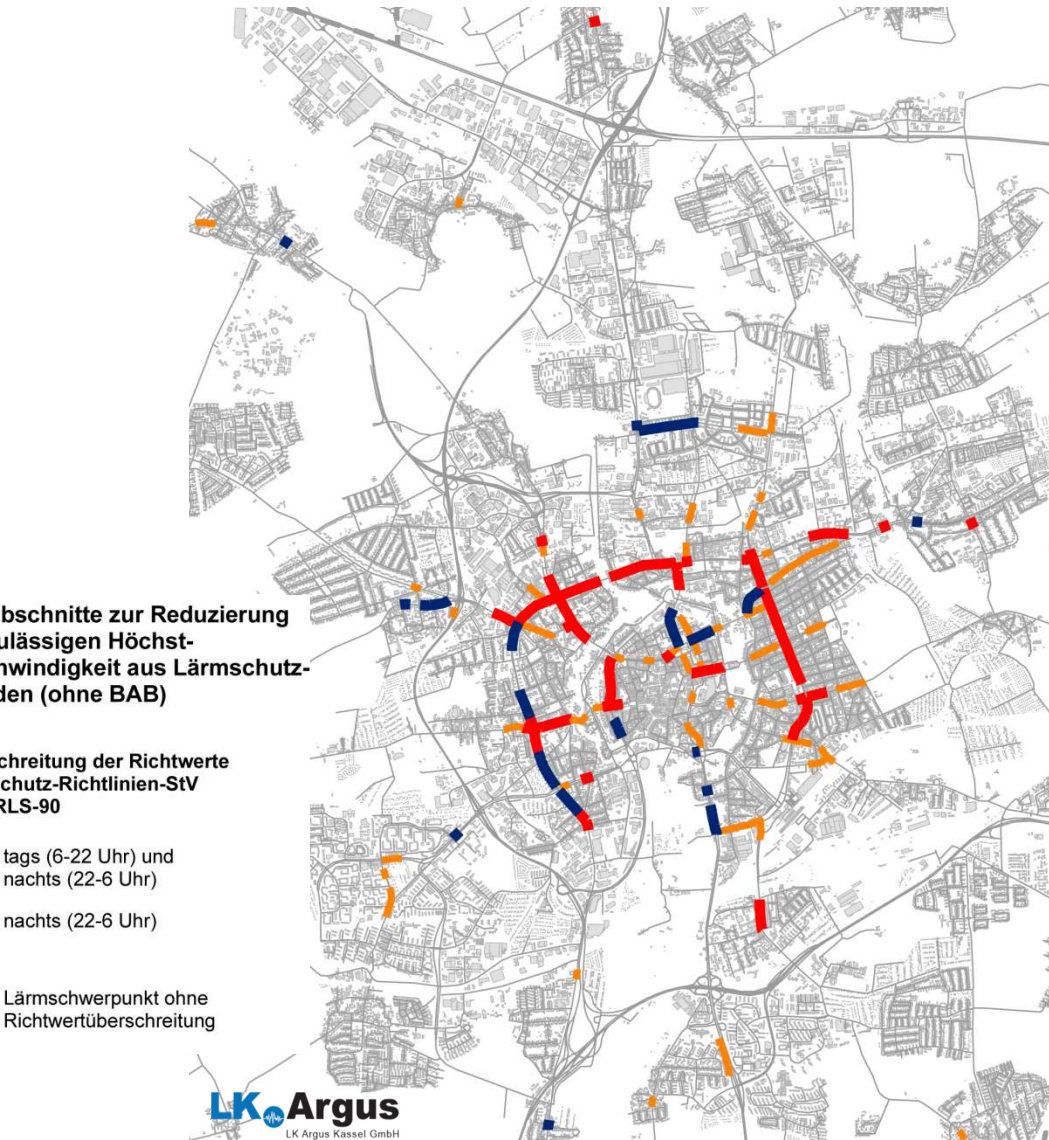 bschnitte zur Reduzierung
ulässigen Höchst-
hwindigkeit aus Lärmschutz-
den (ohne BAB)
chreitung der Richtwerte
chutz-Richtlinien-StV
RLS-90
tags (6-22 Uhr) und
nachts (22-6 Uhr)
nachts (22-6 Uhr)
Lärmschwerpunkt ohne
Richtwertüberschreitung
LK Argus
LK Argus Kassel GmbH